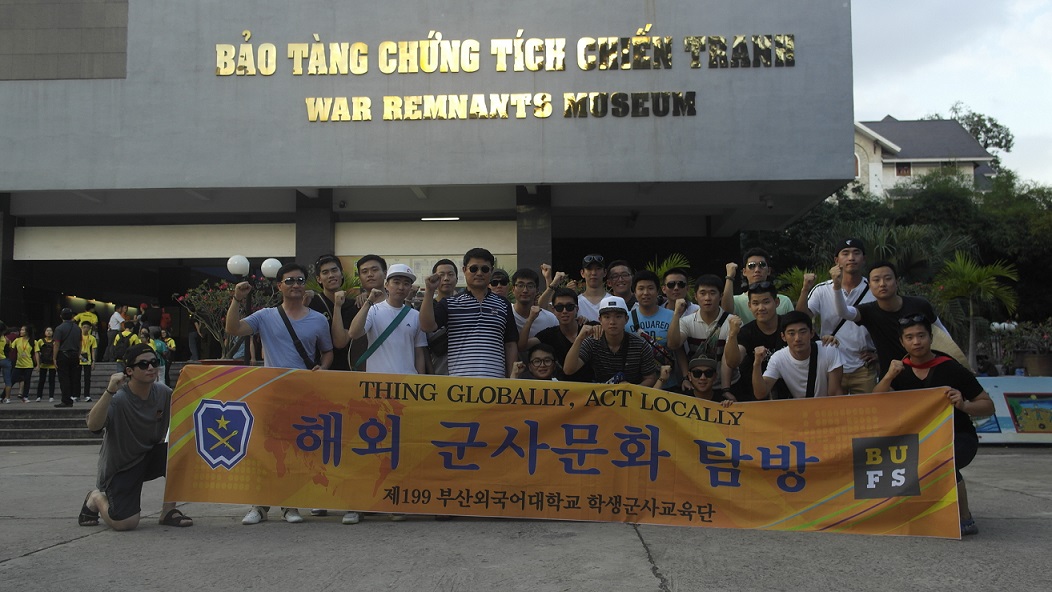 BẢO TÀNG CHỨNG TÍCH CHIẾN TRANH
WAR REMNANTS MUSEUM
THING GLOBALLY, ACT LOCALLY
해외 군사문화 탐방
제199 부산외국어대학교 학생군사교육단
BU
FS
DSQUARED2